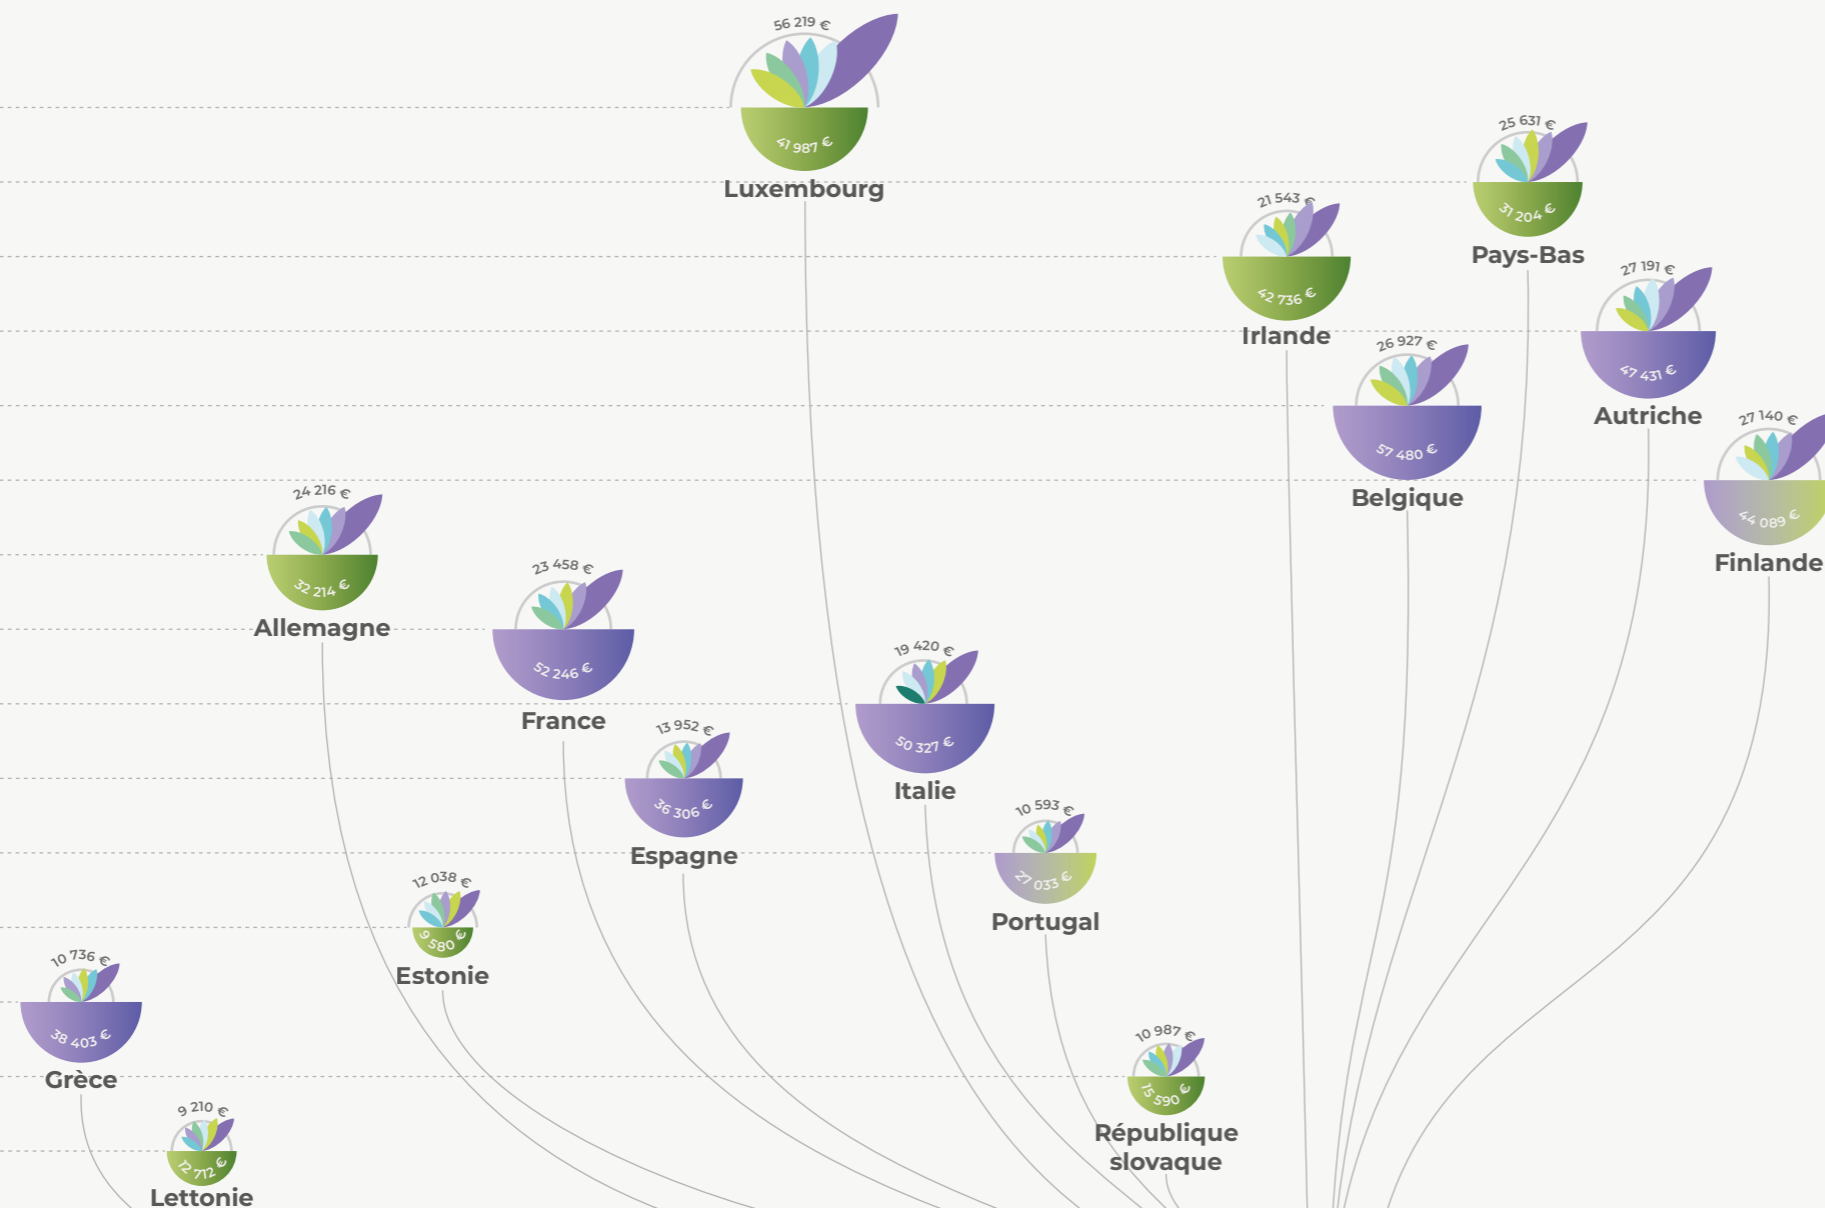 56 219 €
41 987 €
Luxembourg
25 631 €
31 204 €
Pays-Bas
21 543 €
42 736 €
Irlande
27 191 €
47 431 €
Autriche
26 927 €
57 480 €
Belgique
27 140 €
44 089 €
Finlande
24 216 €
32 214 €
Allemagne
23 458 €
52 246 €
France
19 420 €
50 327 €
Italie
13 952 €
36 306 €
Espagne
10 593 €
27 033 €
Portugal
12 038 €
9 580 €
Estonie
10 736 €
38 403 €
Grèce
10 987 €
15 590 €
République
slovaque
9 210 €
12 712 €
Lettonie